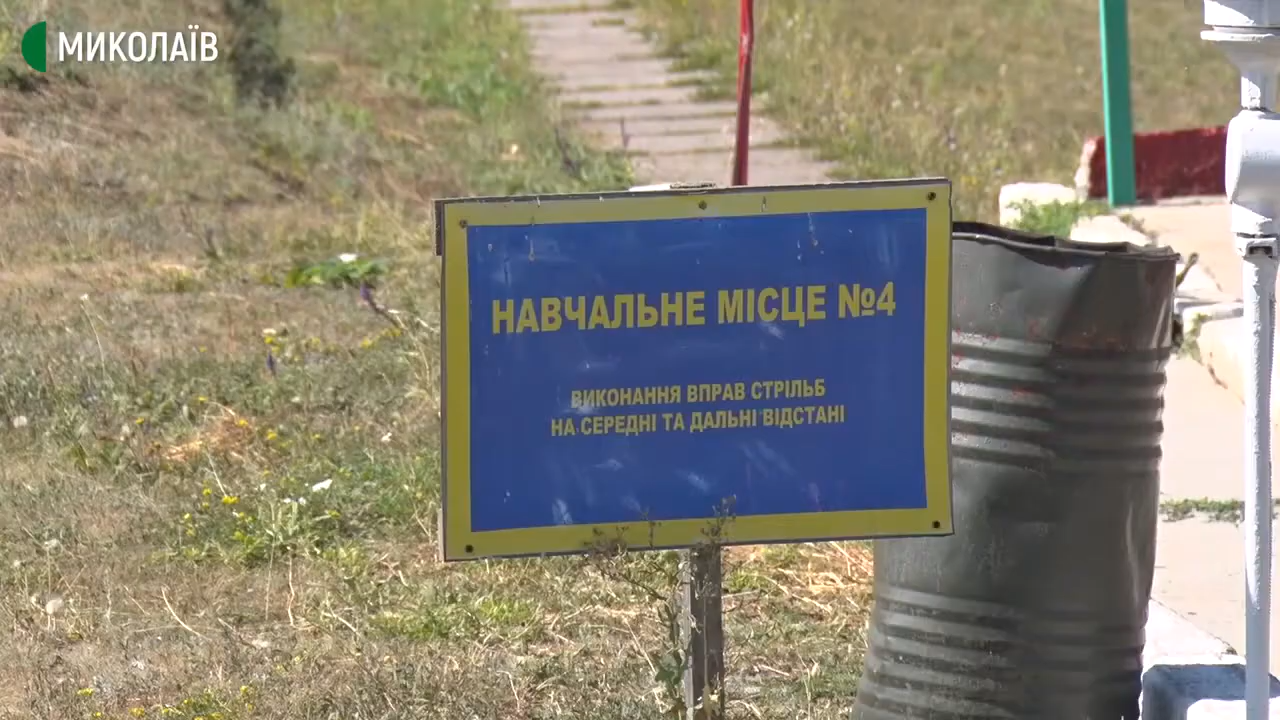 МИКОЛАЇВ
НАВЧАЛЬНЕ МІСЦЕ №4
ВИКОНАННЯ ВПРАВ СТРІЛЬБ
НА СЕРЕДНІ ТА ДАЛЬНІ ВІДСТАНІ